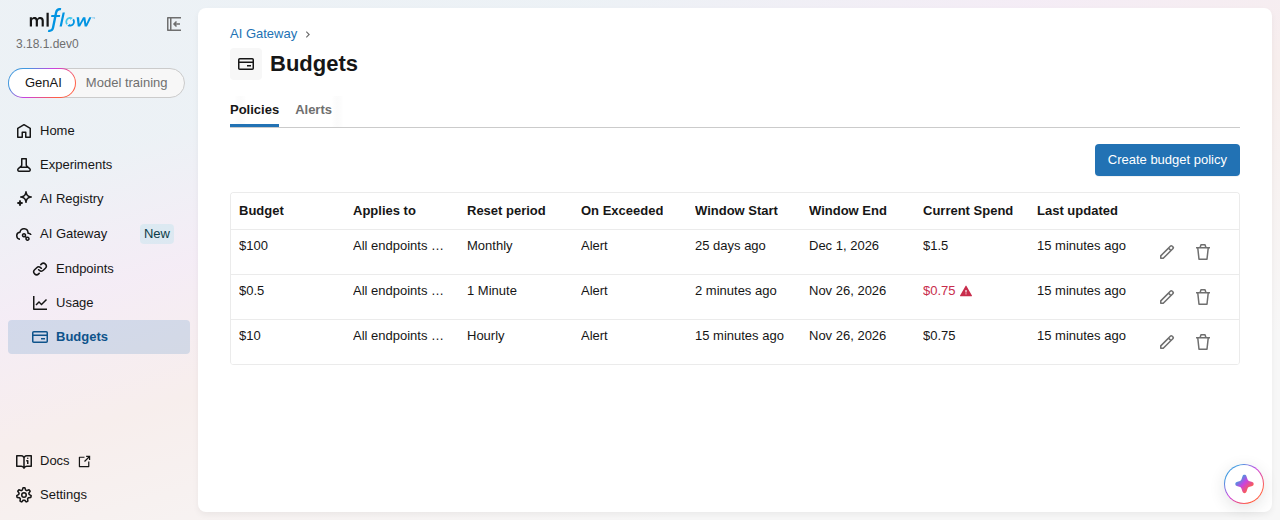 mlflow
3.18.1.dev0
GenAI
Model training
Home
Experiments
AI Registry
AI Gateway New
Endpoints
Usage
Budgets
Docs
Settings
AI Gateway
Budgets
Policies Alerts
Create budget policy
Budget Applies to Reset period On Exceeded Window Start Window End Current Spend Last updated
$100 All endpoints … Monthly Alert 25 days ago Dec 1, 2026 $1.5 15 minutes ago
$0.5 All endpoints … 1 Minute Alert 2 minutes ago Nov 26, 2026 $0.75 15 minutes ago
$10 All endpoints … Hourly Alert 15 minutes ago Nov 26, 2026 $0.75 15 minutes ago